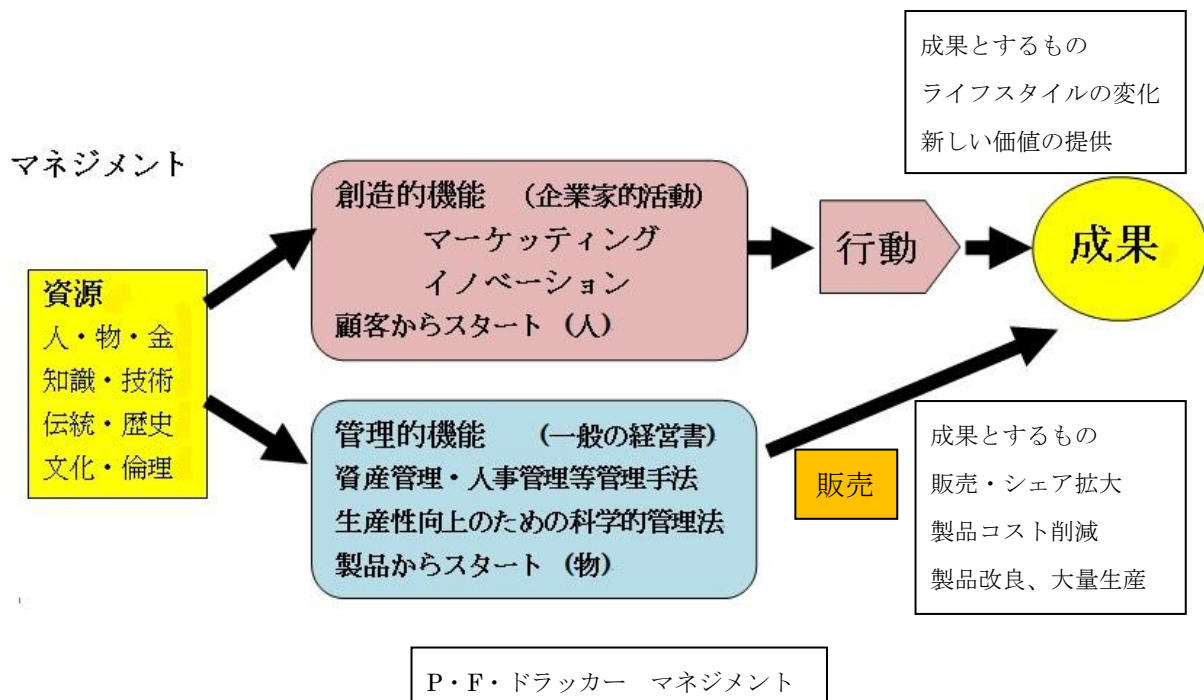 マネジメント
資源
人・物・金
知識・技術
伝統・歴史
文化・倫理
創造的機能　（企業家的活動）
マーケッティング
イノベーション
顧客からスタート（人）
管理的機能　（一般の経営書）
資産管理・人事管理等管理手法
生産性向上のための科学的管理法
製品からスタート（物）
行動
販売
成果
成果とするもの
ライフスタイルの変化
新しい価値の提供
成果とするもの
販売・シェア拡大
製品コスト削減
製品改良、大量生産
P・F・ドラッカー　マネジメント